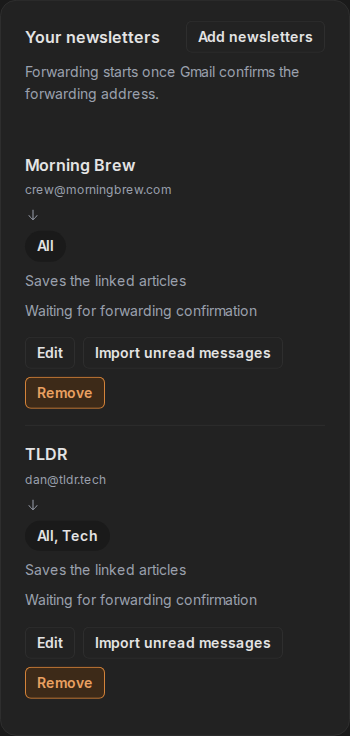 Your newsletters
Add newsletters
Forwarding starts once Gmail confirms the
forwarding address.
Morning Brew
crew@morningbrew.com
↓
All
Saves the linked articles
Waiting for forwarding confirmation
Edit
Import unread messages
Remove
TLDR
dan@tldr.tech
↓
All, Tech
Saves the linked articles
Waiting for forwarding confirmation
Edit
Import unread messages
Remove